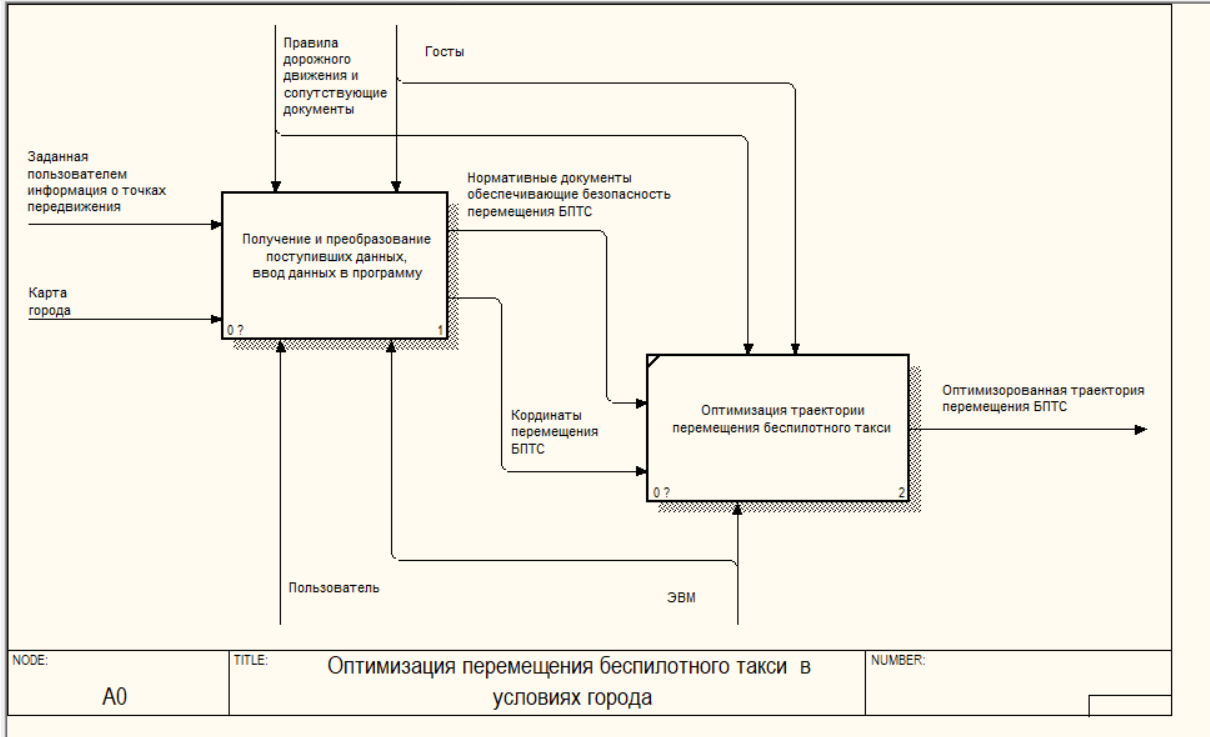 Правила
дорожного
движения и
сопутствующие
документы
Госты
Заданная
пользователем
информация о точках
передвижения
Нормативные документы
обеспечивающие безопасность
перемещения БПТС
Получение и преобразование
поступивших данных,
ввод данных в программу
0 ?
1
Карта
города
Кординаты
перемещения
БПТС
Оптимизация траектории
перемещения беспилотного такси
0 ?
2
Оптимизорованная траектория
перемещения БПТС
Пользователь
ЭВМ
NODE:
A0
TITLE:
Оптимизация перемещения беспилотного такси в
условиях города
NUMBER: